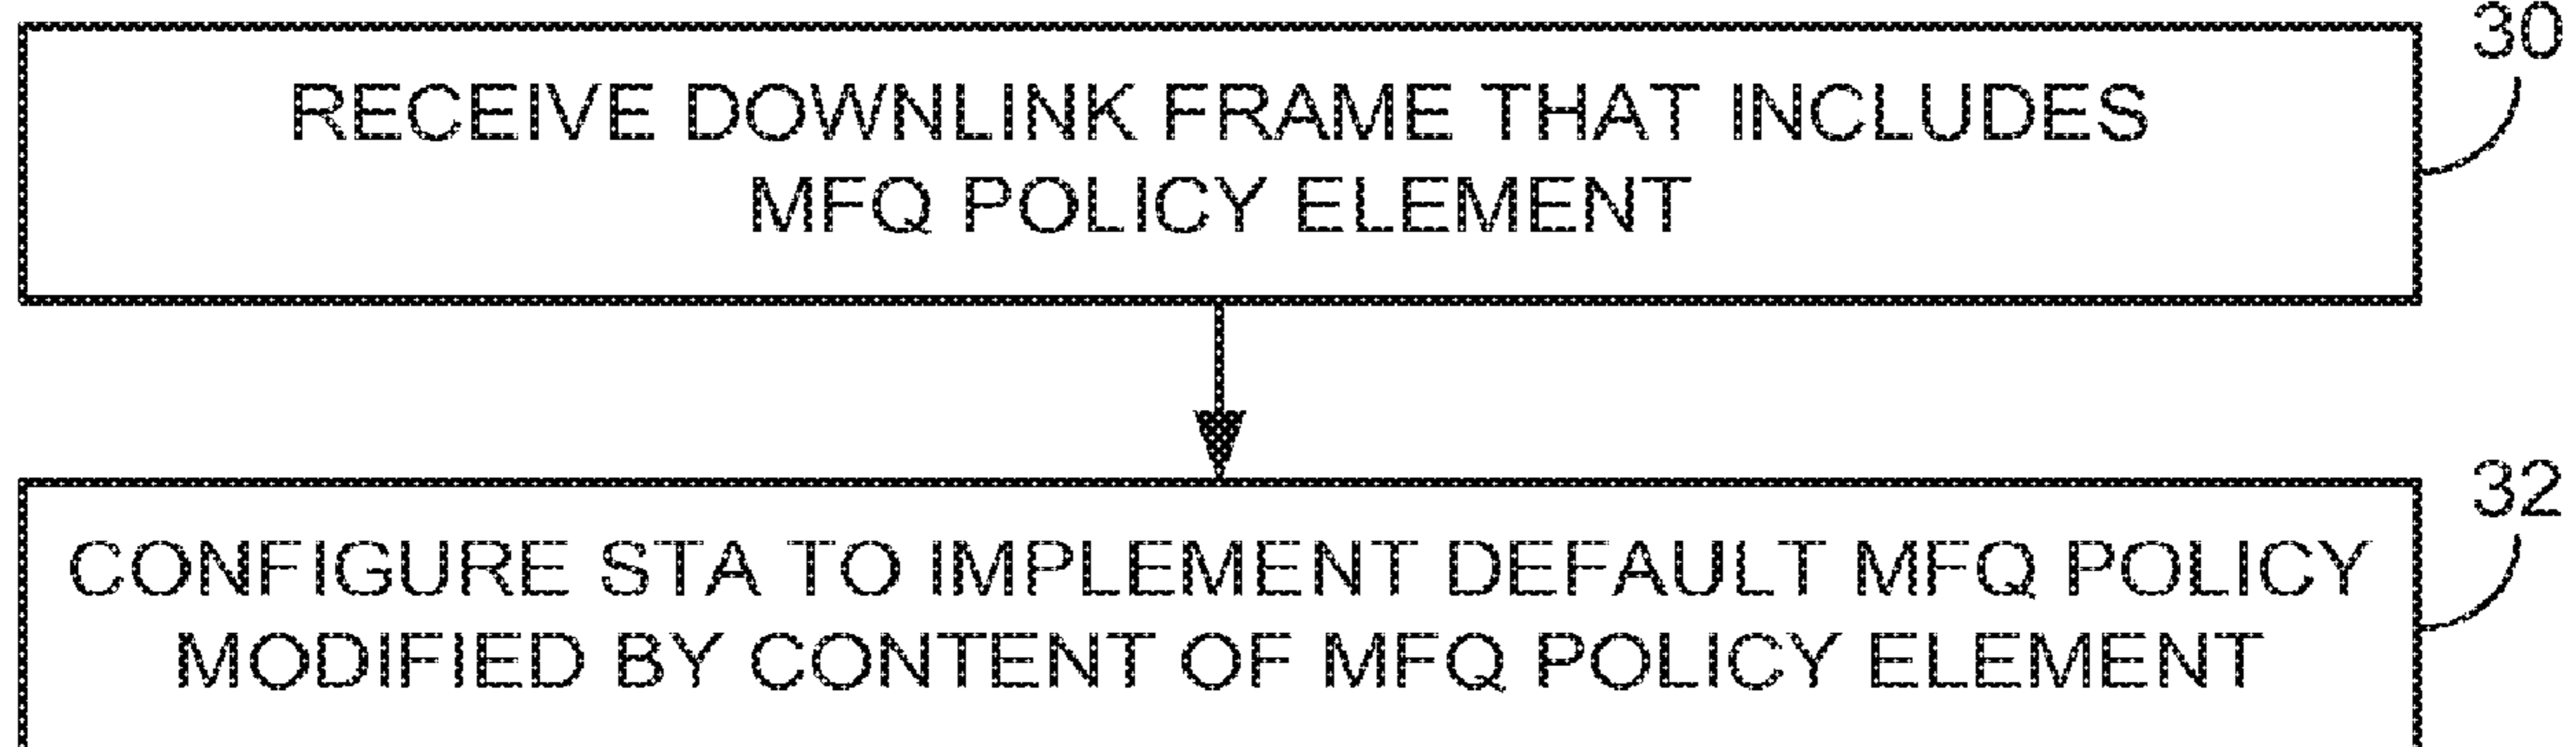 30
RECEIVE DOWNLINK FRAME THAT INCLUDES
MFQ POLICY ELEMENT
32
CONFIGURE STA TO IMPLEMENT DEFAULT MFQ POLICY
MODIFIED BY CONTENT OF MFQ POLICY ELEMENT